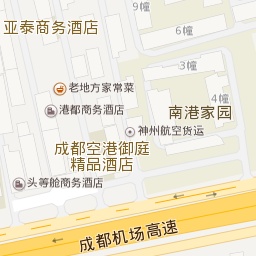 亚泰商务酒店
9幢
老地方家常菜
1幢
4幢
港都商务酒店
南港家园
6幢
神州航空货运
成都空港御庭
精品酒店
头等舱商务酒店
成都机场高速